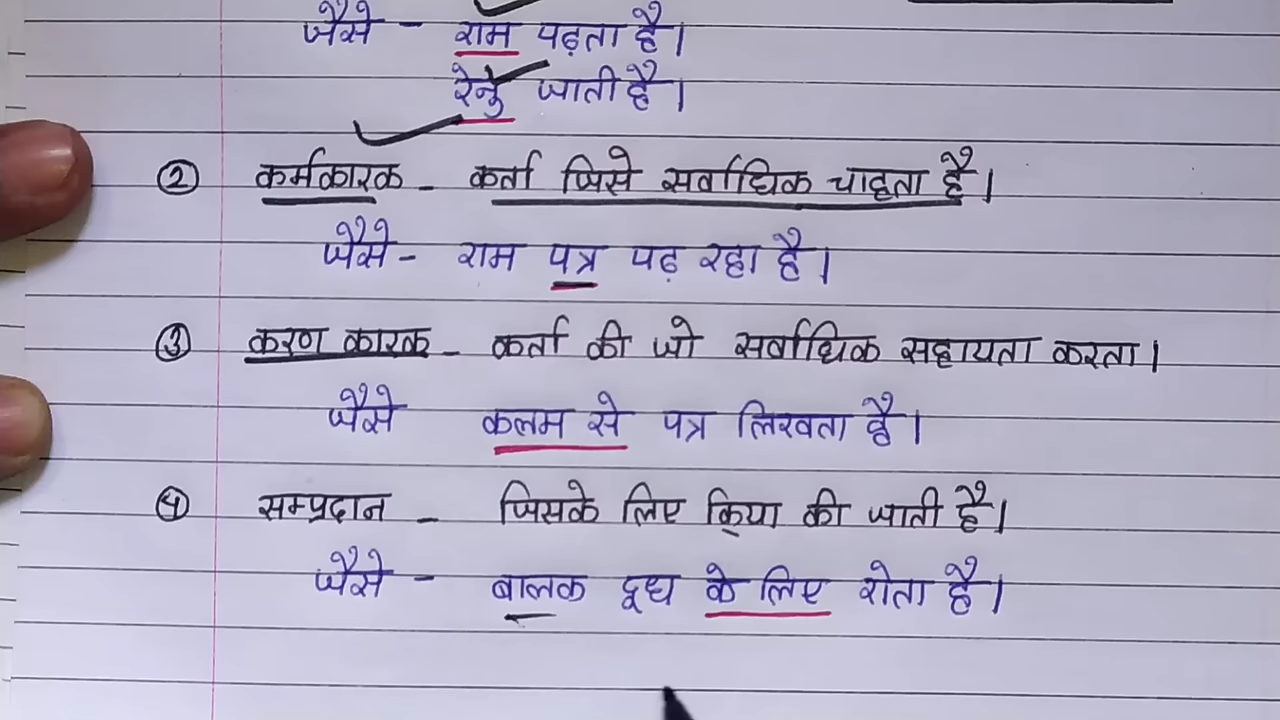 जैसे - राम पढ़ता है।
रेनु जाती है।
② कर्मकारक - कर्ता जिसे सर्वाधिक चाहता है।
जैसे - राम पत्र पढ़ रहा है।
③ करण कारक - कर्ता की जो सर्वाधिक सहायता करता।
जैसे कलम से पत्र लिखता है।
④ सम्प्रदान - जिसके लिए क्रिया की जाती है।
जैसे - बालक दूध के लिए रोता है।